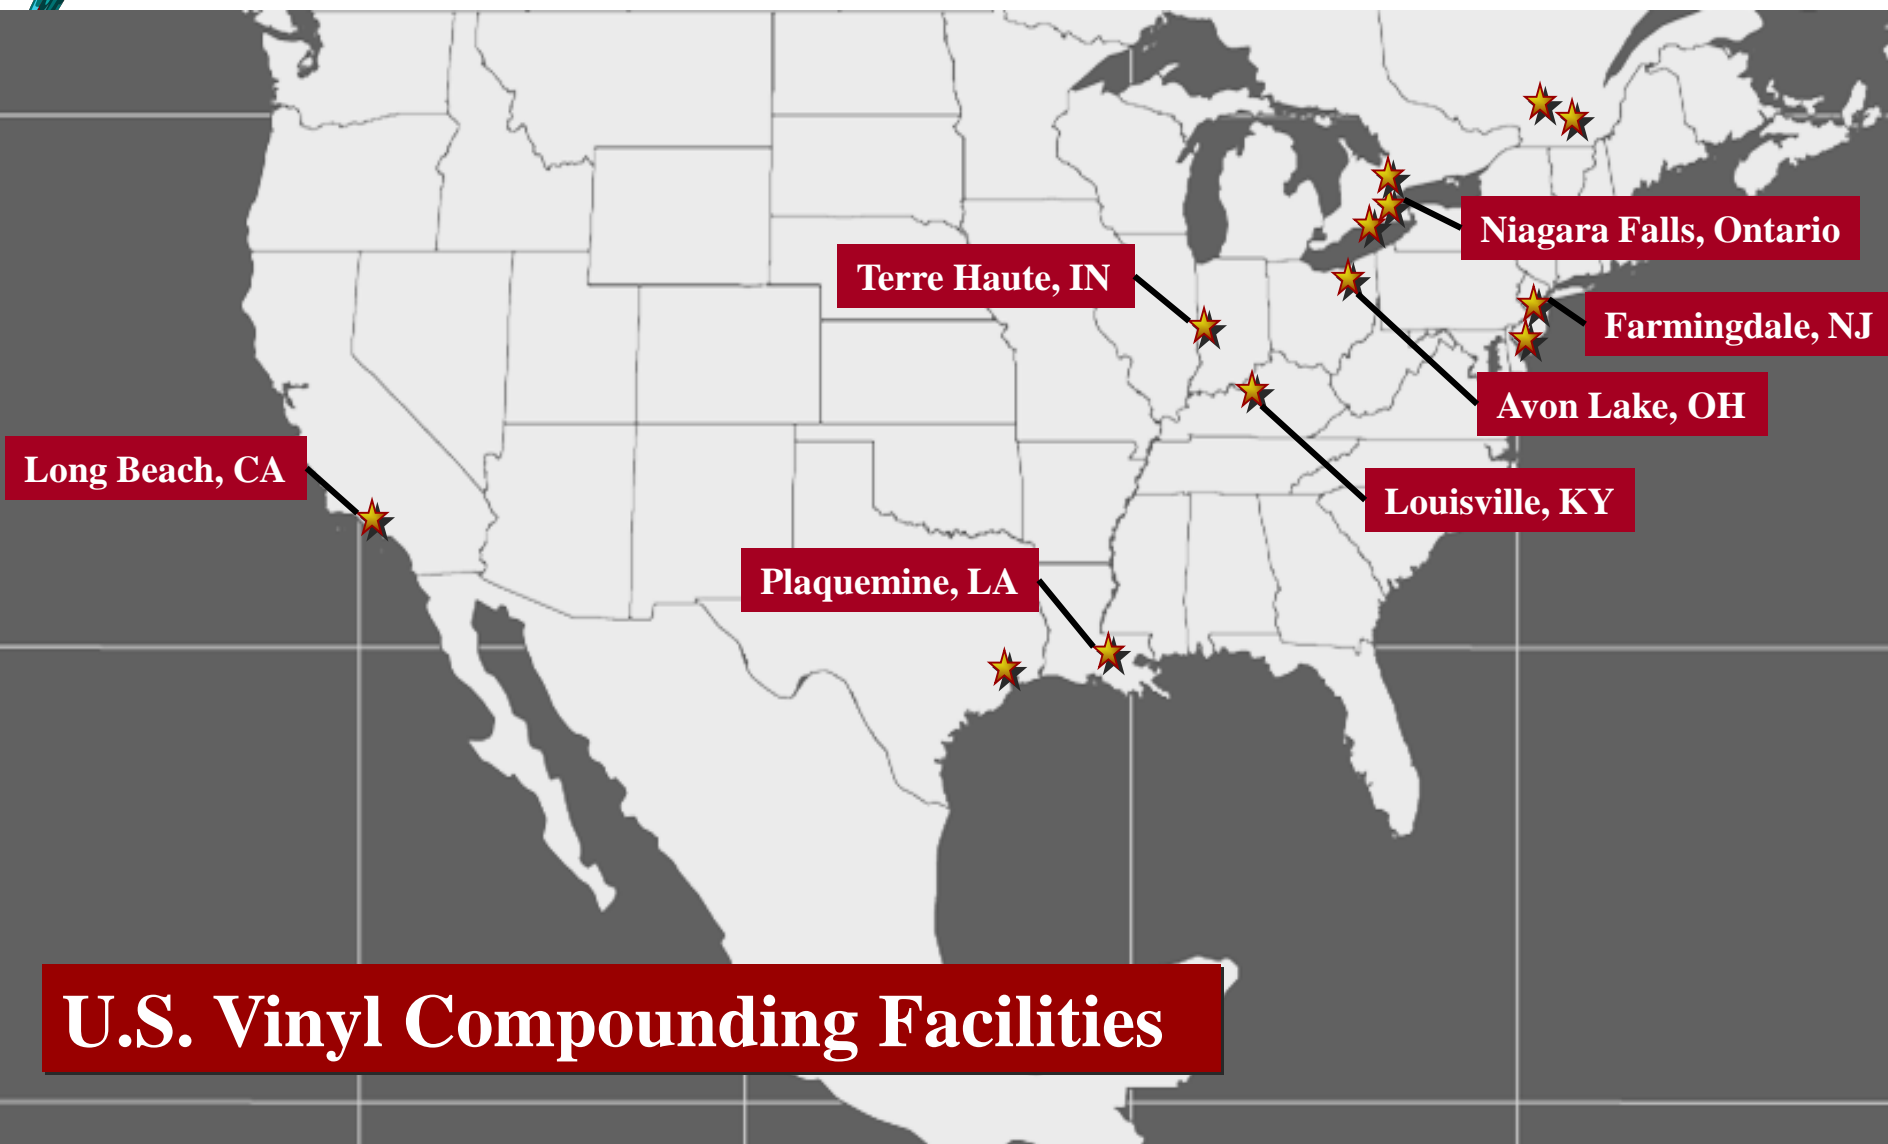 Niagara Falls, Ontario
Terre Haute, IN
Farmingdale, NJ
Avon Lake, OH
Long Beach, CA
Louisville, KY
Plaquemine, LA
U.S. Vinyl Compounding Facilities